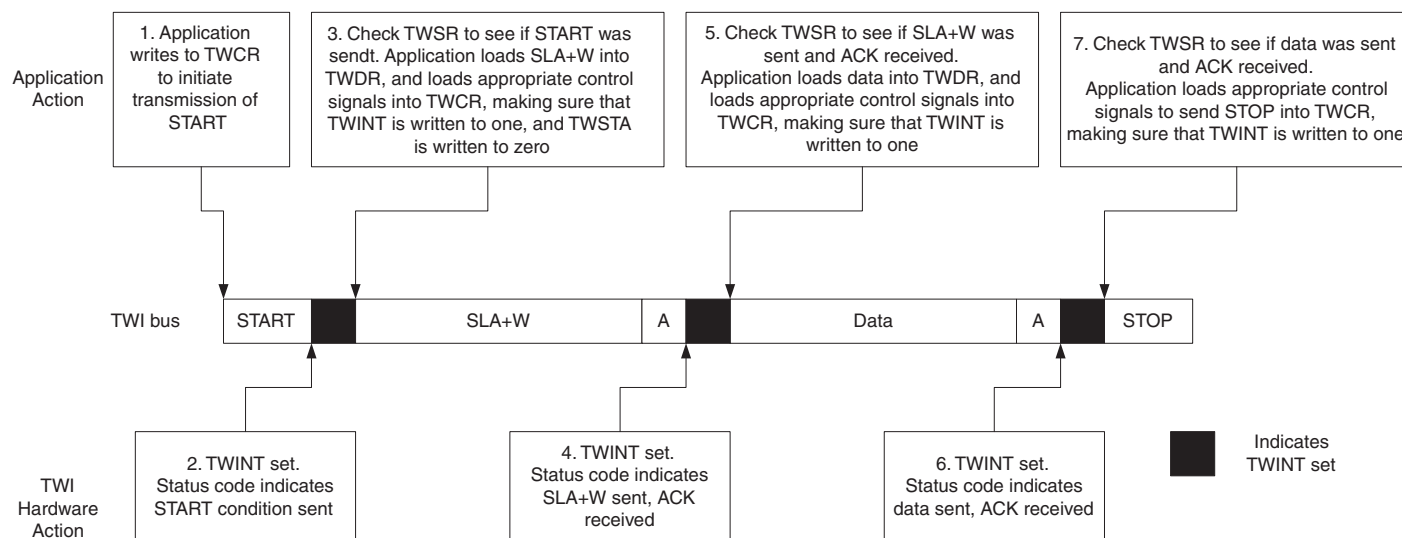 Application
Action
1. Application
writes to TWCR
to initiate
transmission of
START
3. Check TWSR to see if START was
sendt. Application loads SLA+W into
TWDR, and loads appropriate control
signals into TWCR, making sure that
TWINT is written to one, and TWSTA
is written to zero
5. Check TWSR to see if SLA+W was
sent and ACK received.
Application loads data into TWDR, and
loads appropriate control signals into
TWCR, making sure that TWINT is
written to one
7. Check TWSR to see if data was sent
and ACK received.
Application loads appropriate control
signals to send STOP into TWCR,
making sure that TWINT is written to one
TWI bus
START
SLA+W
A
Data
A
STOP
TWI
Hardware
Action
2. TWINT set.
Status code indicates
START condition sent
4. TWINT set.
Status code indicates
SLA+W sent, ACK
received
6. TWINT set.
Status code indicates
data sent, ACK received
Indicates
TWINT set